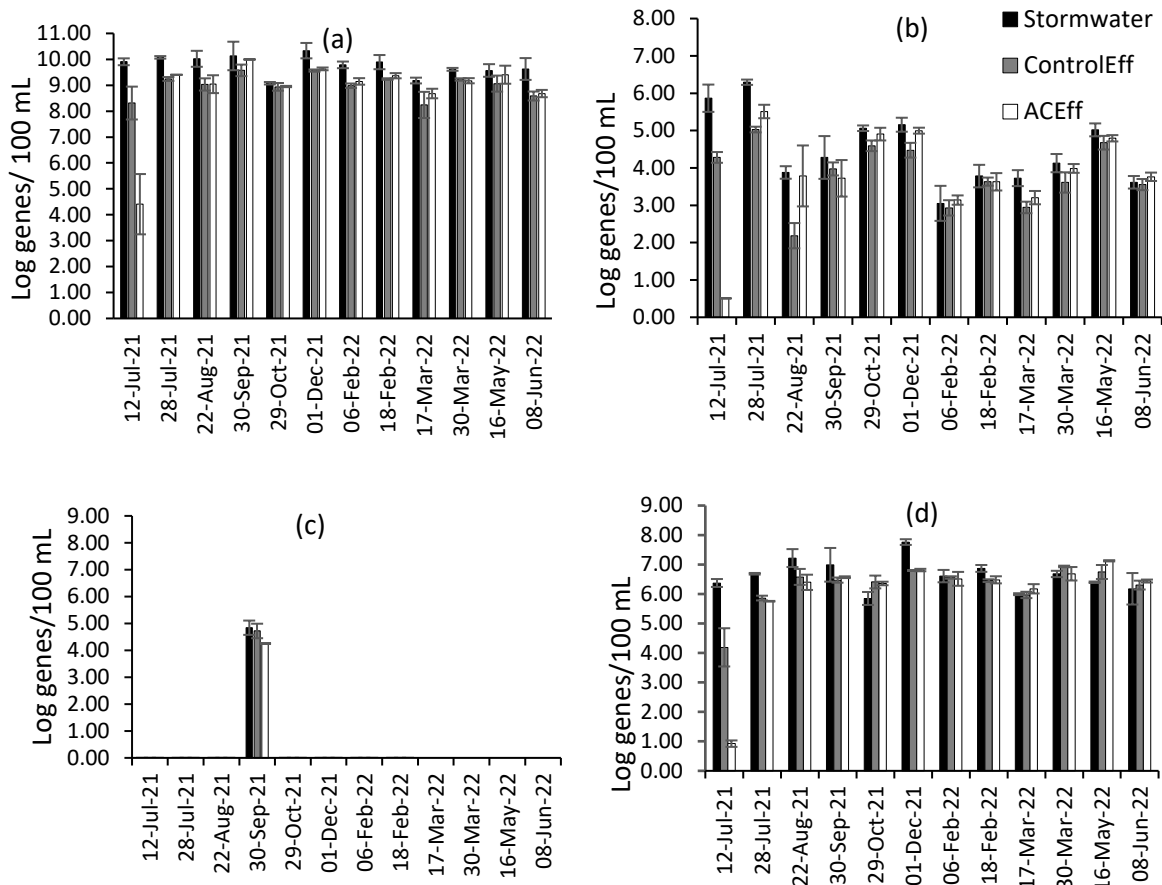 (a)
Log genes/ 100 mL
11.00
10.00
9.00
8.00
7.00
6.00
5.00
4.00
3.00
2.00
1.00
0.00
12-Jul-21
28-Jul-21
22-Aug-21
30-Sep-21
29-Oct-21
01-Dec-21
06-Feb-22
18-Feb-22
17-Mar-22
30-Mar-22
16-May-22
08-Jun-22
(b)
Stormwater
ControlEff
ACEff
Log genes/100 mL
8.00
7.00
6.00
5.00
4.00
3.00
2.00
1.00
0.00
12-Jul-21
28-Jul-21
22-Aug-21
30-Sep-21
29-Oct-21
01-Dec-21
06-Feb-22
18-Feb-22
17-Mar-22
30-Mar-22
16-May-22
08-Jun-22
(c)
Log genes/100 mL
9.00
8.00
7.00
6.00
5.00
4.00
3.00
2.00
1.00
0.00
12-Jul-21
28-Jul-21
22-Aug-21
30-Sep-21
29-Oct-21
01-Dec-21
06-Feb-22
18-Feb-22
17-Mar-22
30-Mar-22
16-May-22
08-Jun-22
(d)
Log genes/100 mL
9.00
8.00
7.00
6.00
5.00
4.00
3.00
2.00
1.00
0.00
12-Jul-21
28-Jul-21
22-Aug-21
30-Sep-21
29-Oct-21
01-Dec-21
06-Feb-22
18-Feb-22
17-Mar-22
30-Mar-22
16-May-22
08-Jun-22